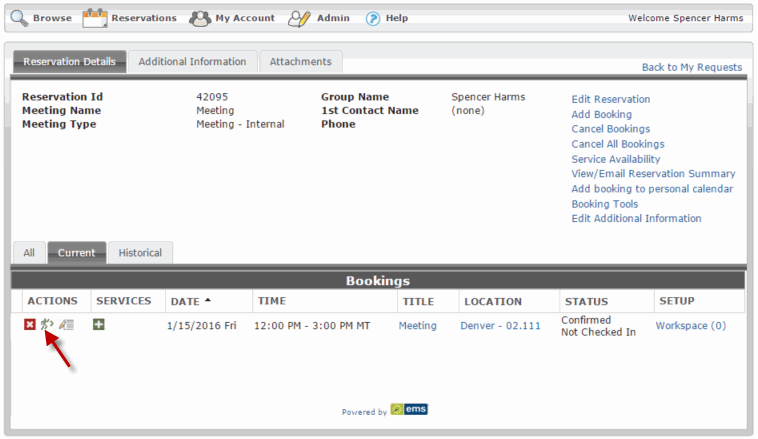 Browse Reservations My Account Admin Help Welcome Spencer Harms
Reservation Details Additional Information Attachments
Back to My Requests
Reservation Id 42095 Group Name Spencer Harms
Meeting Name Meeting 1st Contact Name (none)
Meeting Type Meeting - Internal Phone
Edit Reservation
Add Booking
Cancel Bookings
Cancel All Bookings
Service Availability
View/Email Reservation Summary
Add booking to personal calendar
Booking Tools
Edit Additional Information
All Current Historical
Bookings
ACTIONS SERVICES DATE TIME TITLE LOCATION STATUS SETUP
1/15/2016 Fri 12:00 PM - 3:00 PM MT Meeting Denver - 02.111 Confirmed Workspace (0)
Not Checked In
Powered by ems